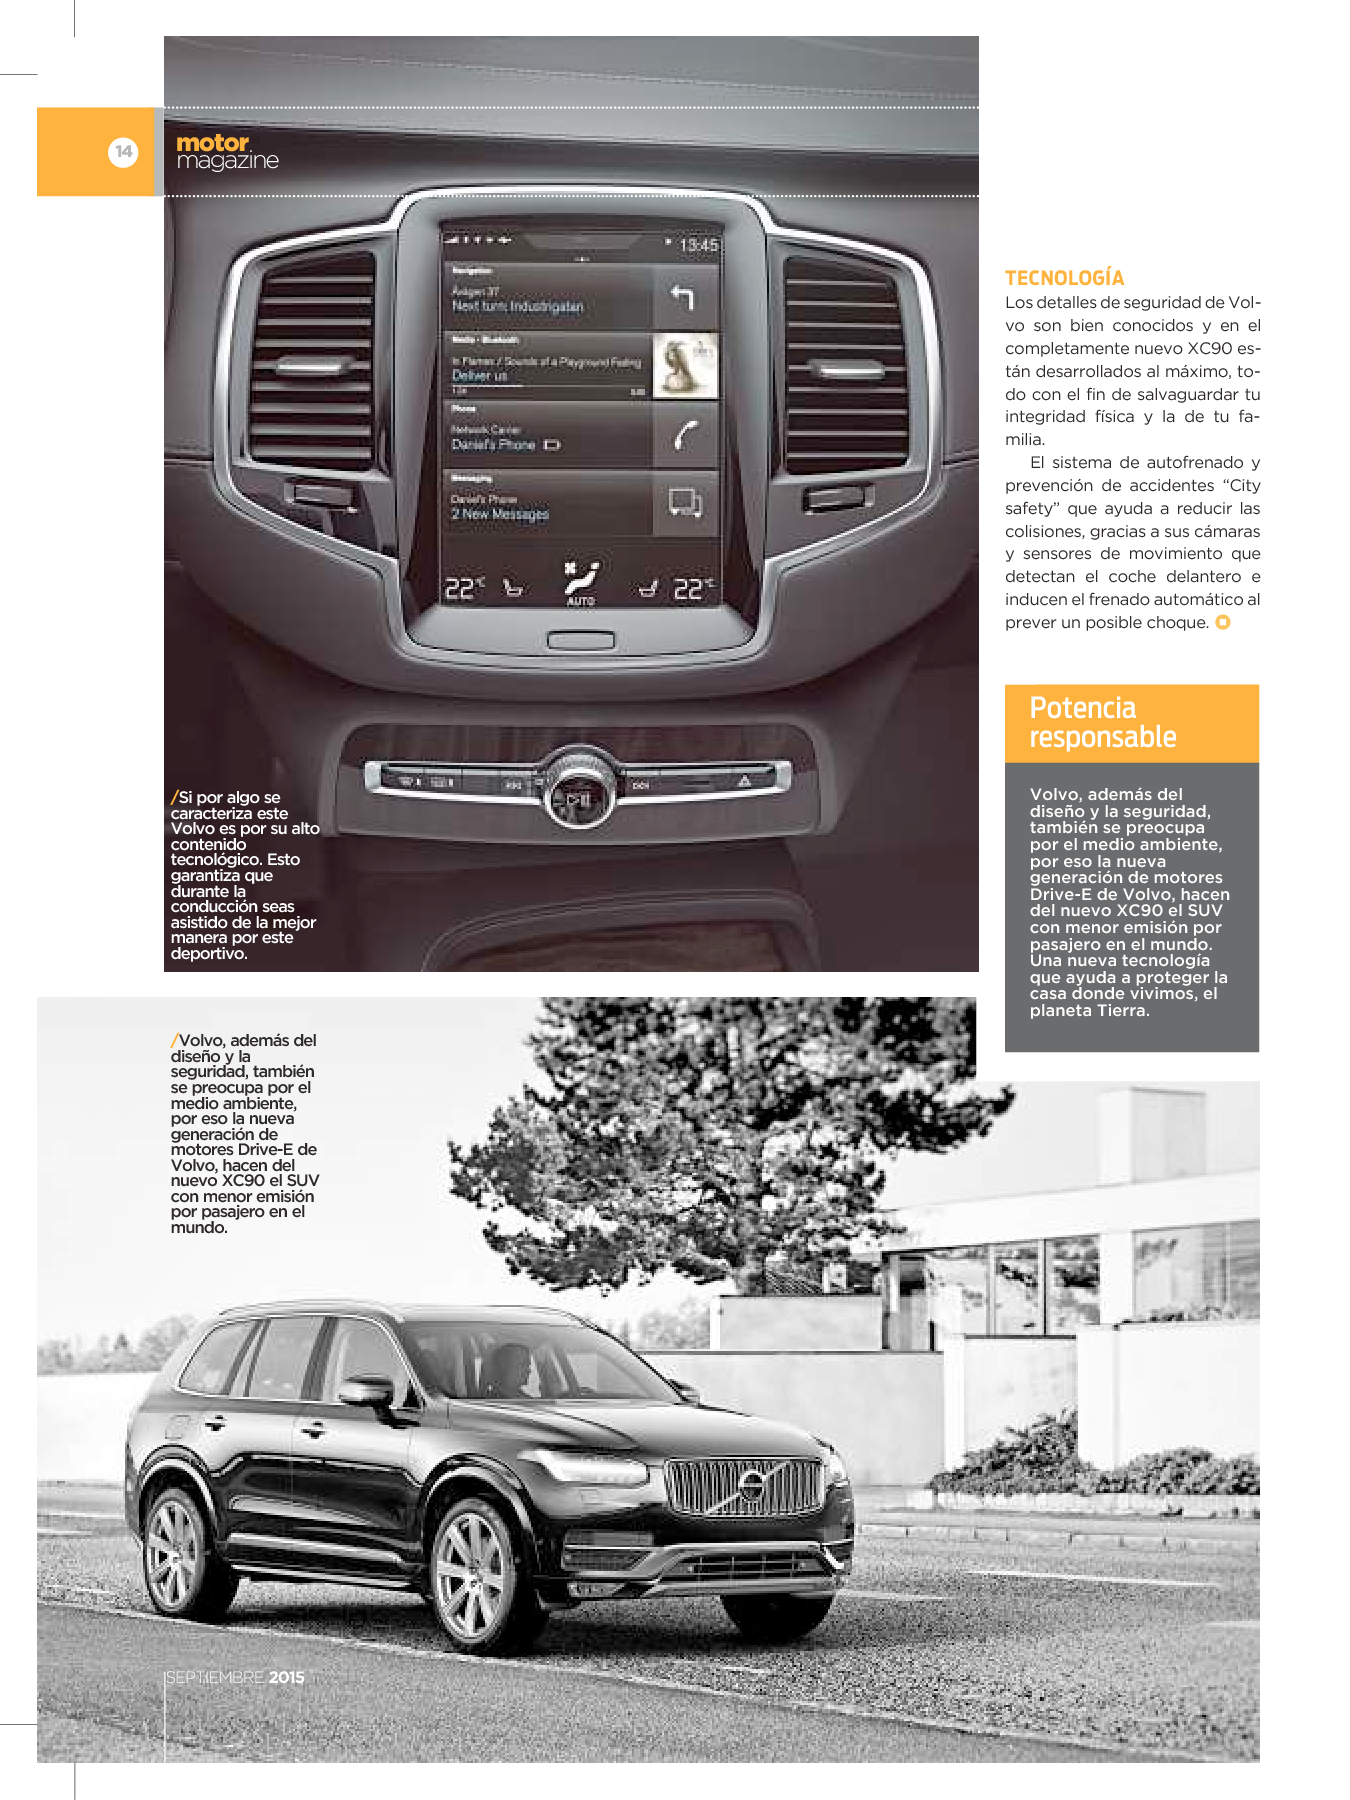 14
motor
magazine
13:45
Navigation
Next turn: Industrigatan
Media - Bluetooth
In Flames / Sounds of a Playground Fading
Deliver us
Phone
Network Carrier
Daniel's Phone
Messaging
Daniel's Phone
2 New Messages
22°C
AUTO
22°C
/Si por algo se
caracteriza este
Volvo es por su alto
contenido
tecnológico. Esto
garantiza que
durante la
conducción seas
asistido de la mejor
manera por este
deportivo.
TECNOLOGÍA
Los detalles de seguridad de Vol-
vo son bien conocidos y en el
completamente nuevo XC90 es-
tán desarrollados al máximo, to-
do con el fin de salvaguardar tu
integridad física y la de tu fa-
milia.
El sistema de autofrenado y
prevención de accidentes “City
safety” que ayuda a reducir las
colisiones, gracias a sus cámaras
y sensores de movimiento que
detectan el coche delantero e
inducen el frenado automático al
prever un posible choque.
Potencia
responsable
Volvo, además del
diseño y la seguridad,
también se preocupa
por el medio ambiente,
por eso la nueva
generación de motores
Drive-E de Volvo, hacen
del nuevo XC90 el SUV
con menor emisión por
pasajero en el mundo.
Una nueva tecnología
que ayuda a proteger la
casa donde vivimos, el
planeta Tierra.
/Volvo, además del
diseño y la
seguridad, también
se preocupa por el
medio ambiente,
por eso la nueva
generación de
motores Drive-E de
Volvo, hacen del
nuevo XC90 el SUV
con menor emisión
por pasajero en el
mundo.
SEPTIEMBRE 2015